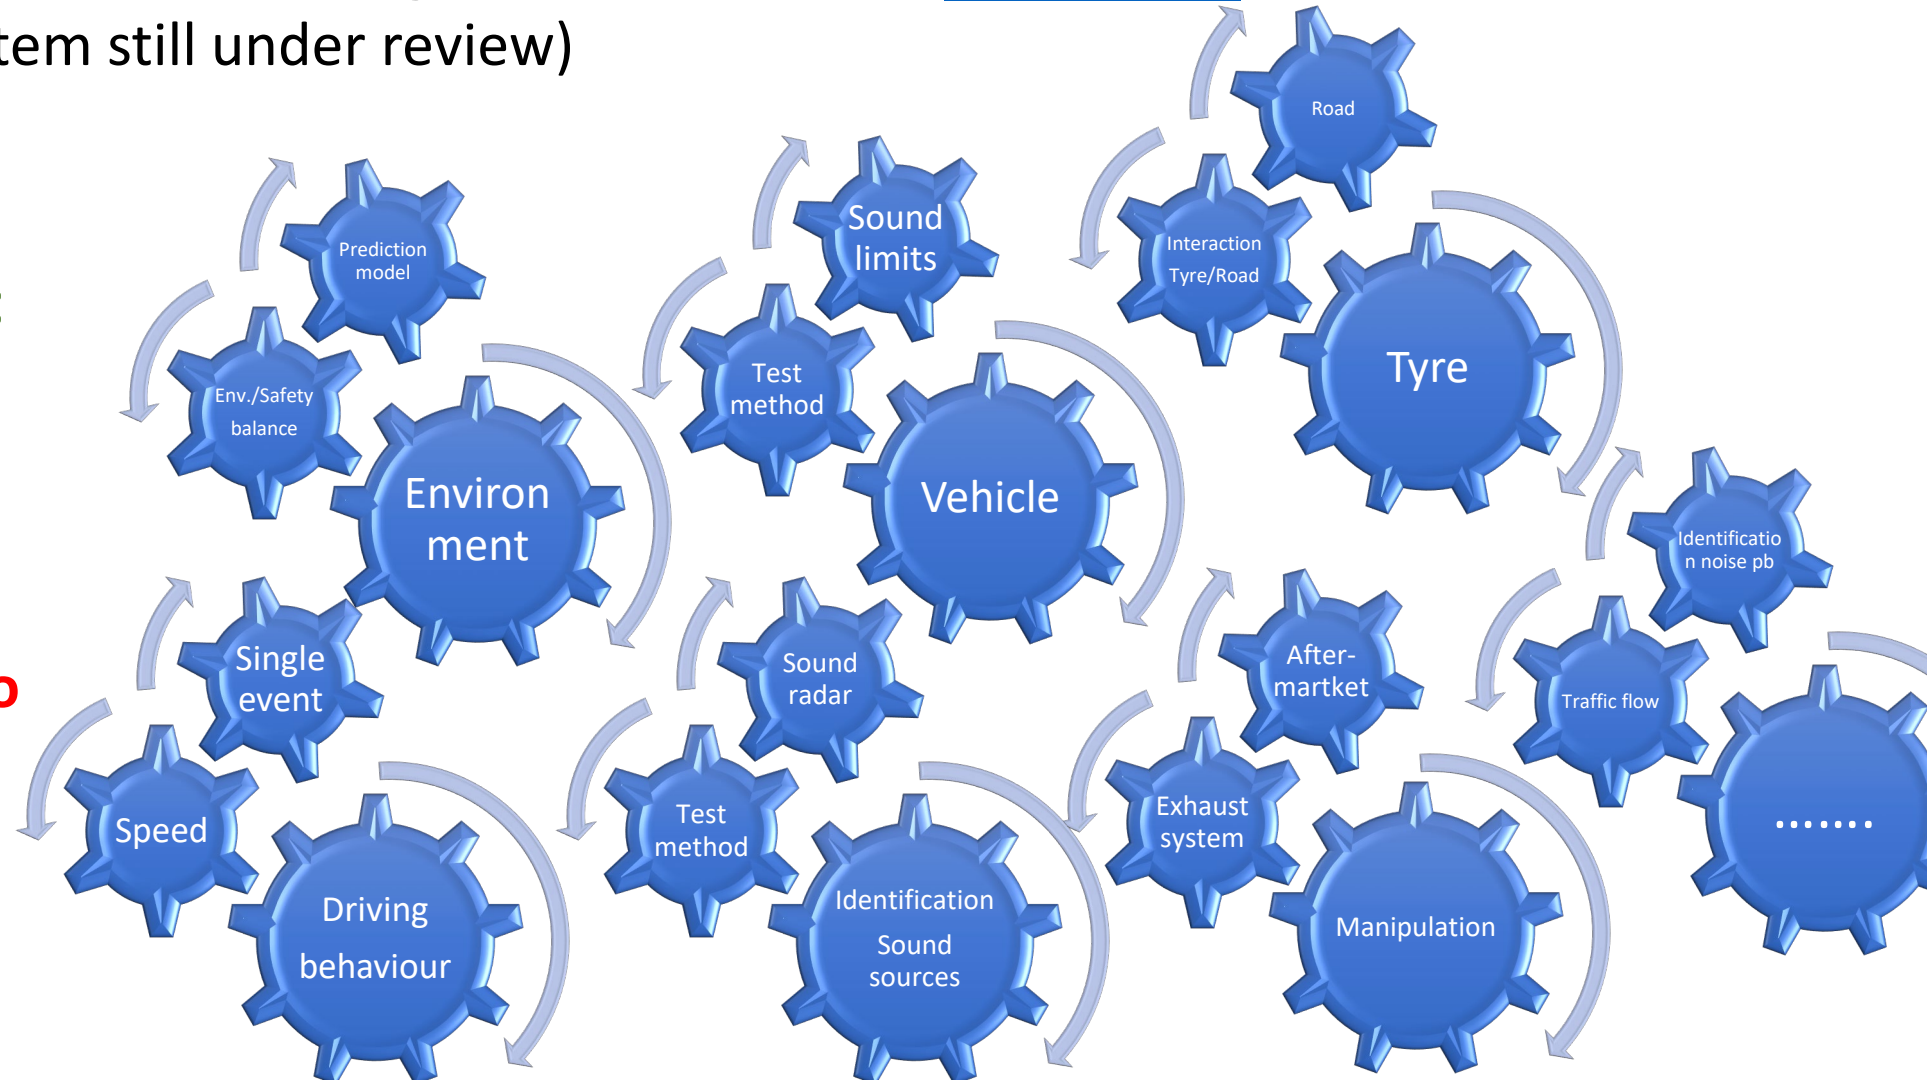 tem still under review)
Prediction
model
Env./Safety
balance
Environ
ment
Sound
limits
Test
method
Vehicle
Road
Interaction
Tyre/Road
Tyre
Single
event
Speed
Driving
behaviour
Sound
radar
Test
method
Identification
Sound
sources
After-
martket
Exhaust
system
Manipulation
Identificatio
n noise pb
Traffic flow
.......